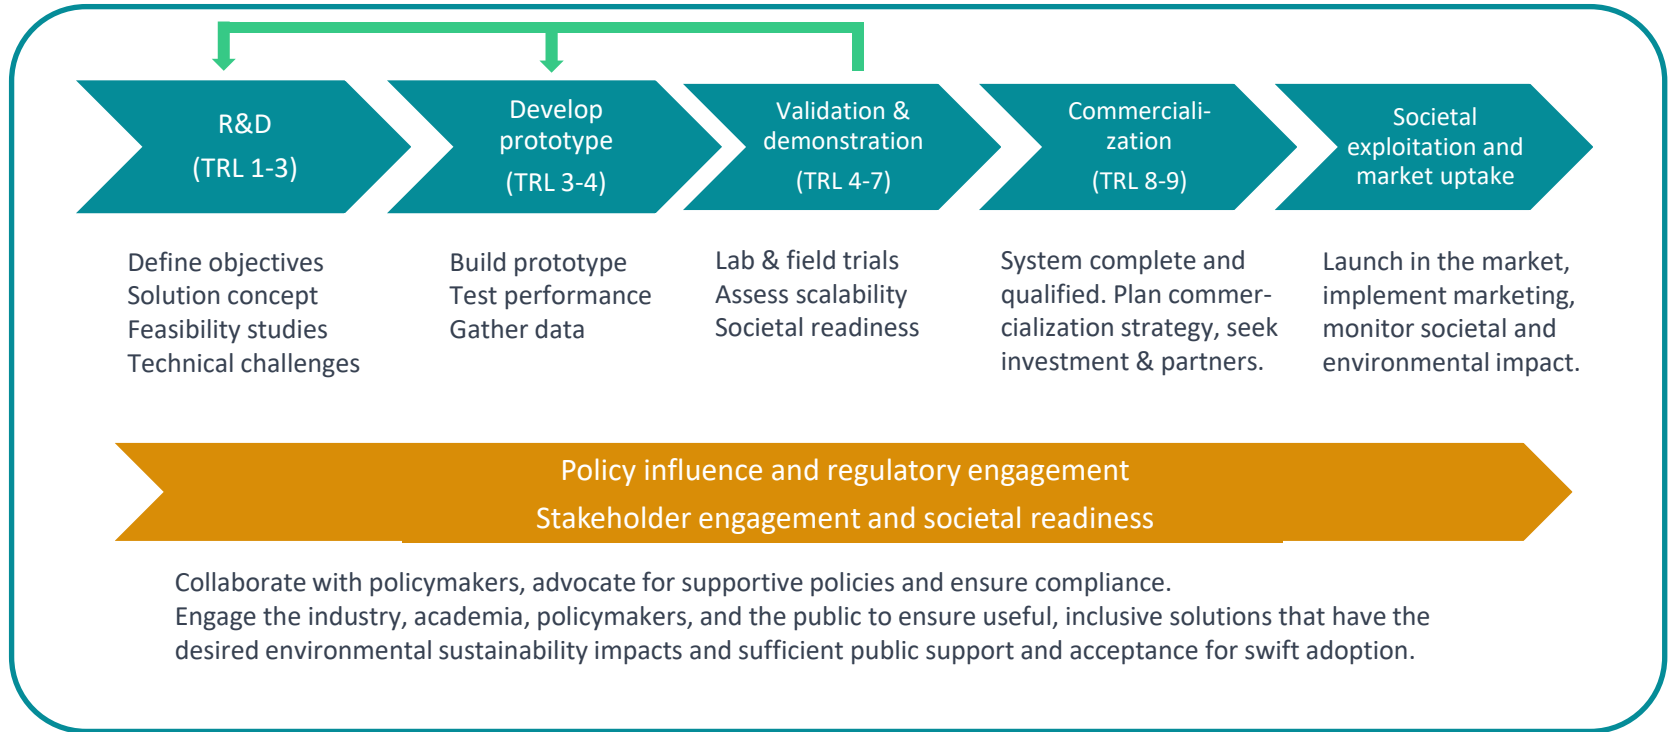 R&D
(TRL 1-3)
Develop
prototype
(TRL 3-4)
Validation &
demonstration
(TRL 4-7)
Commerciali-
zation
(TRL 8-9)
Societal
exploitation and
market uptake
Define objectives
Solution concept
Feasibility studies
Technical challenges
Build prototype
Test performance
Gather data
Lab & field trials
Assess scalability
Societal readiness
System complete and
qualified. Plan commer-
cialization strategy, seek
investment & partners.
Launch in the market,
implement marketing,
monitor societal and
environmental impact.
Policy influence and regulatory engagement
Stakeholder engagement and societal readiness
Collaborate with policymakers, advocate for supportive policies and ensure compliance.
Engage the industry, academia, policymakers, and the public to ensure useful, inclusive solutions that have the
desired environmental sustainability impacts and sufficient public support and acceptance for swift adoption.